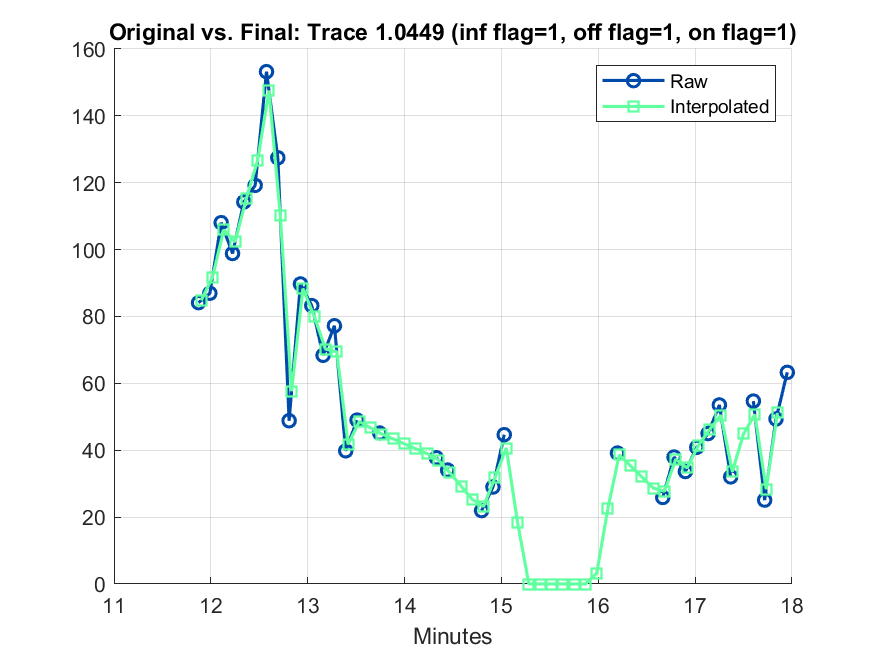 Original vs. Final: Trace 1.0449 (inf flag=1, off flag=1, on flag=1)
160
140
120
100
80
60
40
20
0
Raw
Interpolated
11 12 13 14 15 16 17 18
Minutes